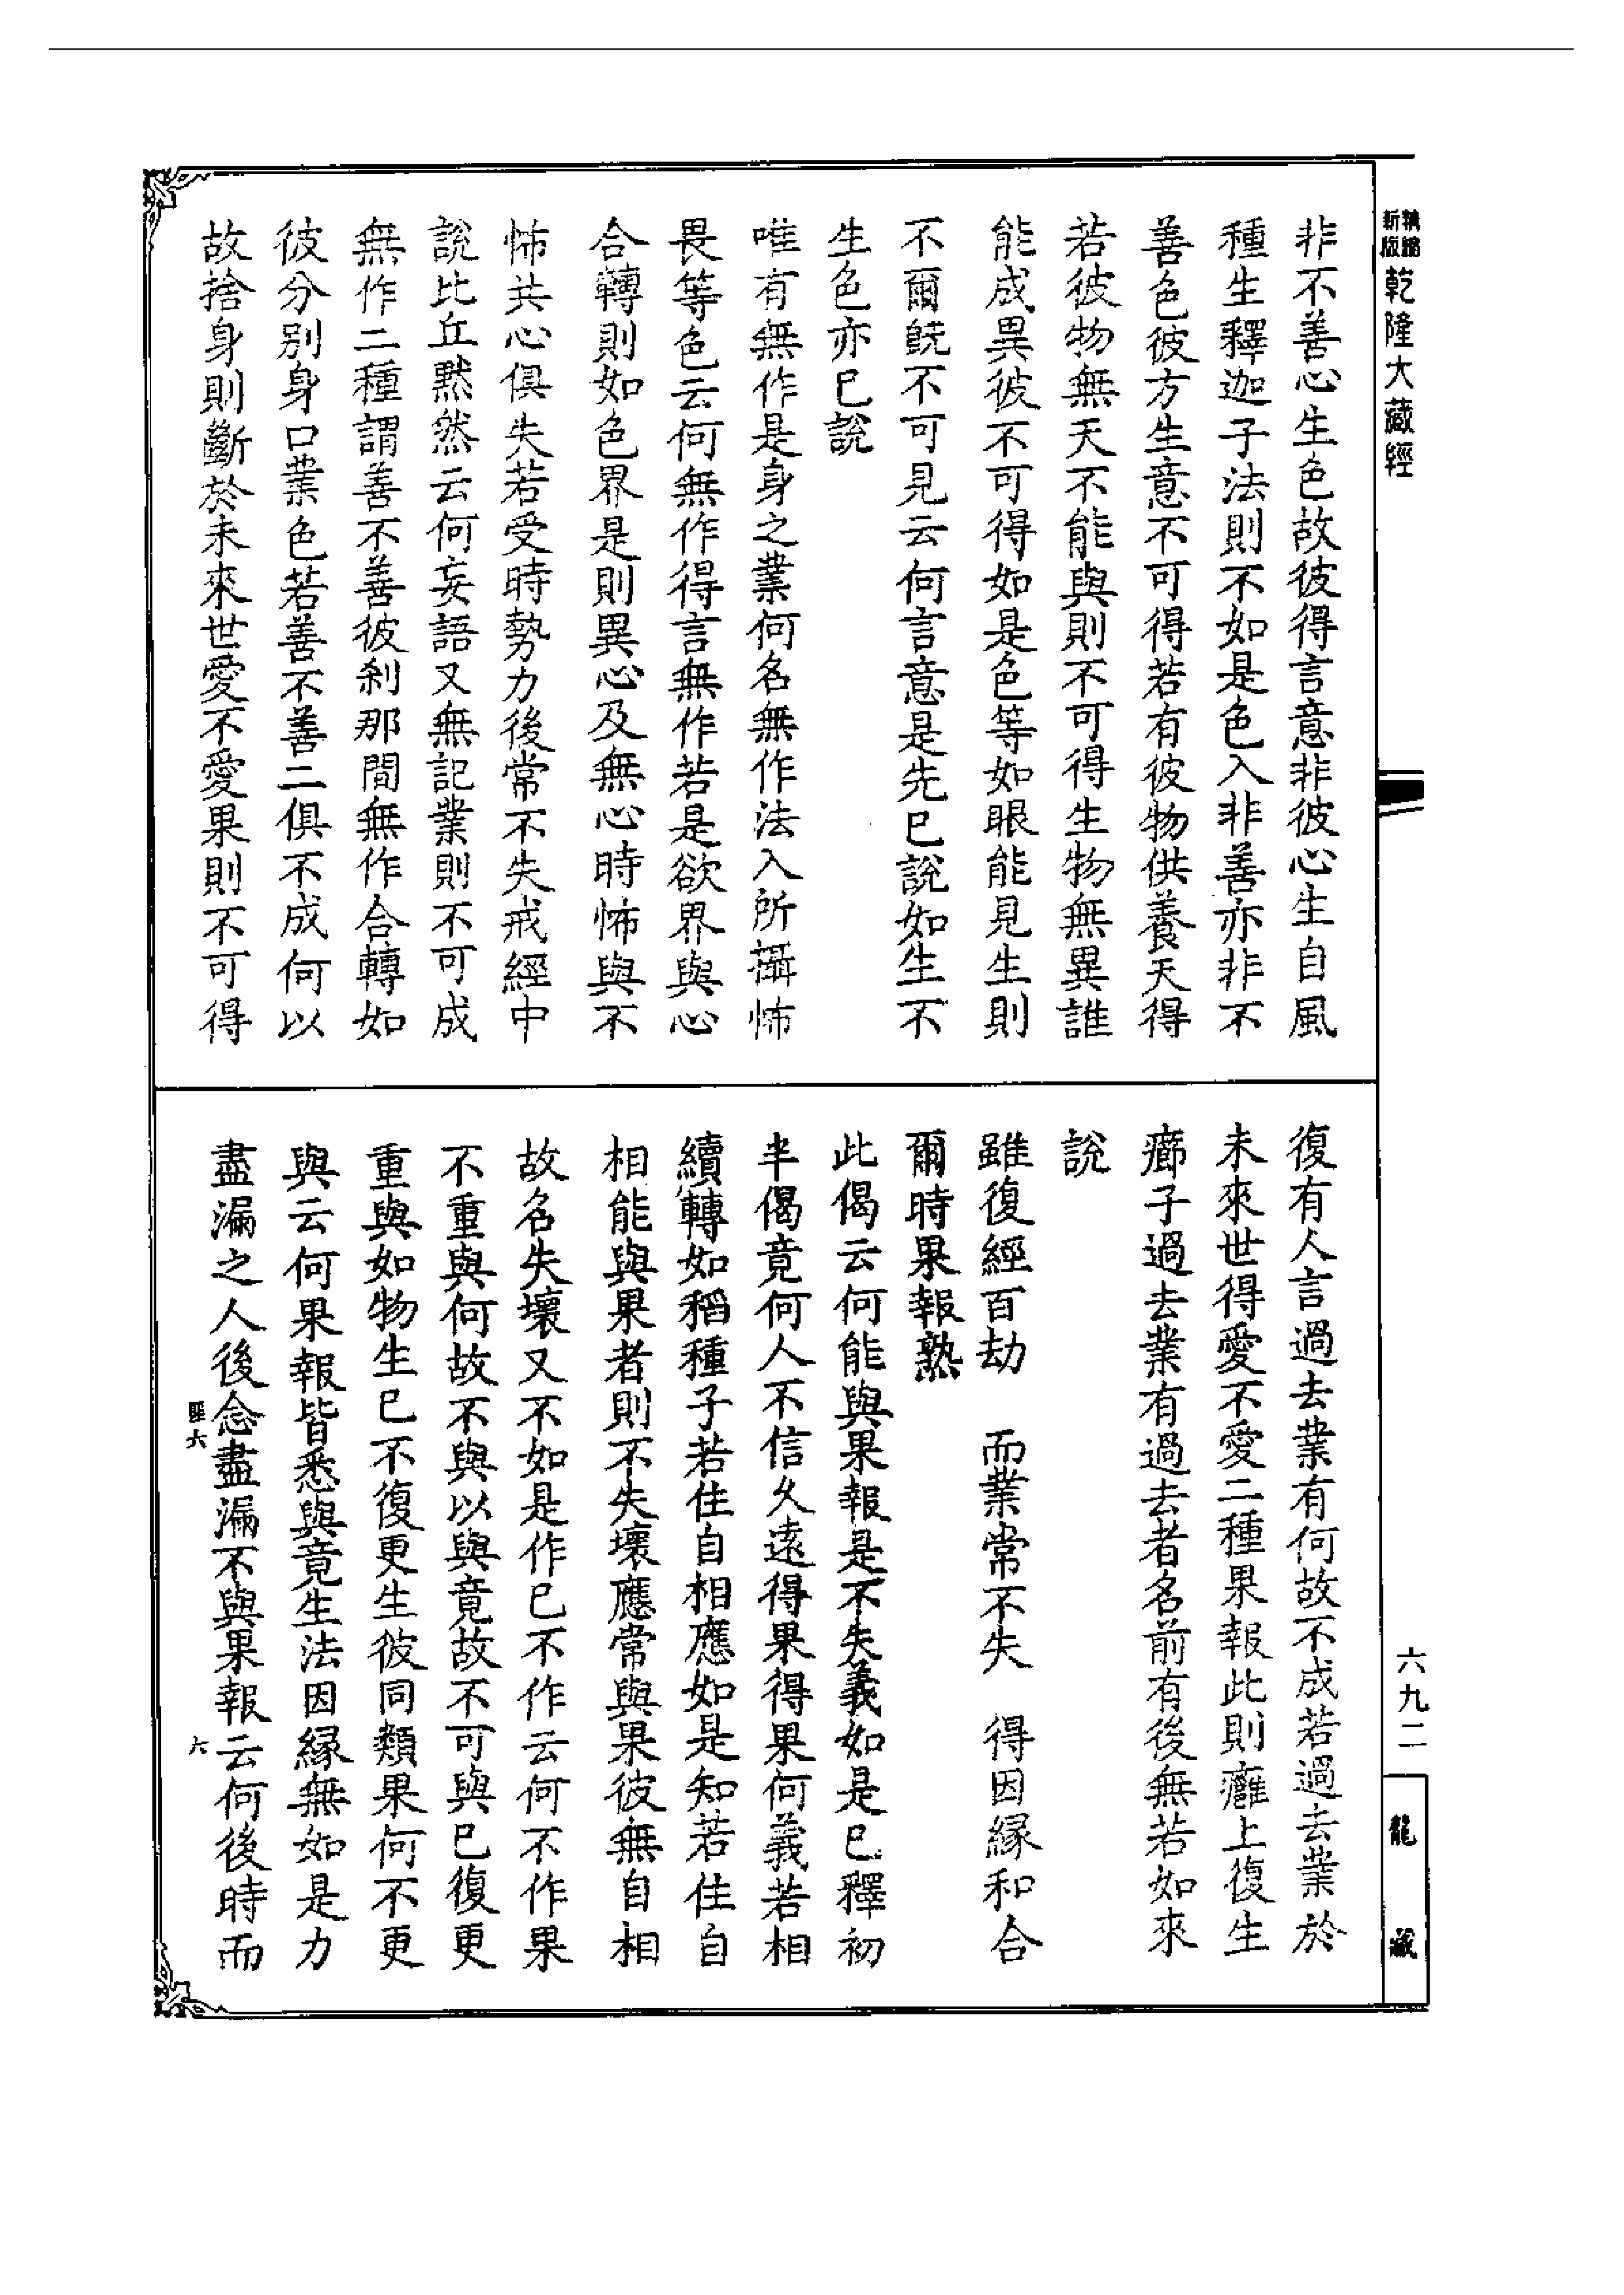 新版
精縮
乾隆大藏經
非不善心生色故彼得言意非彼心生自風
種生釋迦子法則不如是色入非善亦非不
善色彼方生意不可得若有彼物供養天得
若彼物無天不能與則不可得生物無異誰
能成異彼不可得如是色等如眼能見生則
不爾既不可見云何言意是先已說如生不
生色亦已說
唯有無作是身之業何名無作法入所攝怖
畏等色云何無作得言無作若是欲界與心
合轉則如色界是則異心及無心時怖與不
怖共心俱失若受時勢力後常不失戒經中
說比丘默然云何妄語又無記業則不可成
無作二種謂善不善彼剎那間無作合轉如
彼分別身口業色若善不善二俱不成何以
故捨身則斷於未來世愛不愛果則不可得
復有人言過去業有何故不成若過去業於
未來世得愛不愛二種果報此則癰上復生
癤子過去業有過去者名前有後無若如來
說
雖復經百劫　而業常不失　得因緣和合
爾時果報熟
此偈云何能與果報是不失義如是已釋初
半偈竟何人不信久遠得果得果何義若相
續轉如稻種子若住自相應如是知若住自
相能與果者則不失壞應常與果彼無自相
故名失壞又不如是作已不作云何不作果
不重與何故不與以與竟故不可與已復更
重與如物生已不復更生彼同類果何不更
與云何果報皆悉與竟生法因緣無如是力
盡漏之人後念盡漏不與果報云何後時而
匪六
六
六九二
龍藏